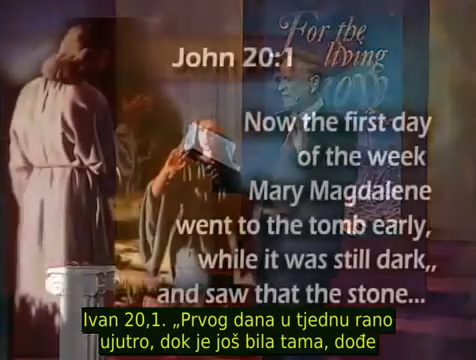 For the
living
John 20:1
Now the first day
of the week
Mary Magdalene
went to the tomb early,
while it was still dark,,
and saw that the stone...
Ivan 20,1. „Prvog dana u tjednu rano
ujutro, dok je još bila tama, dođe